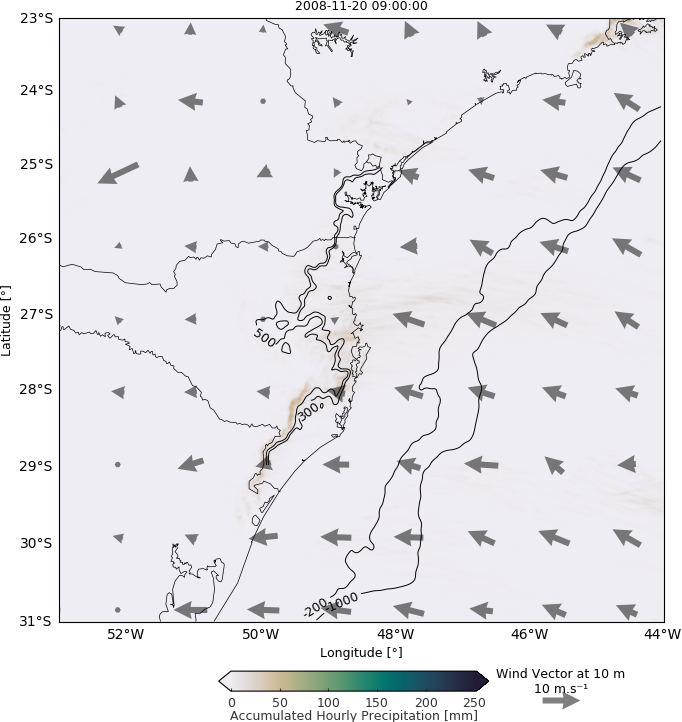 2008-11-20 09:00:00
23°S
24°S
25°S
26°S
27°S
28°S
29°S
30°S
31°S
Latitude [°]
500
300
-200
-1000
52°W 50°W 48°W 46°W 44°W
Longitude [°]
0 50 100 150 200 250
Accumulated Hourly Precipitation [mm]
Wind Vector at 10 m
10 m.s⁻¹